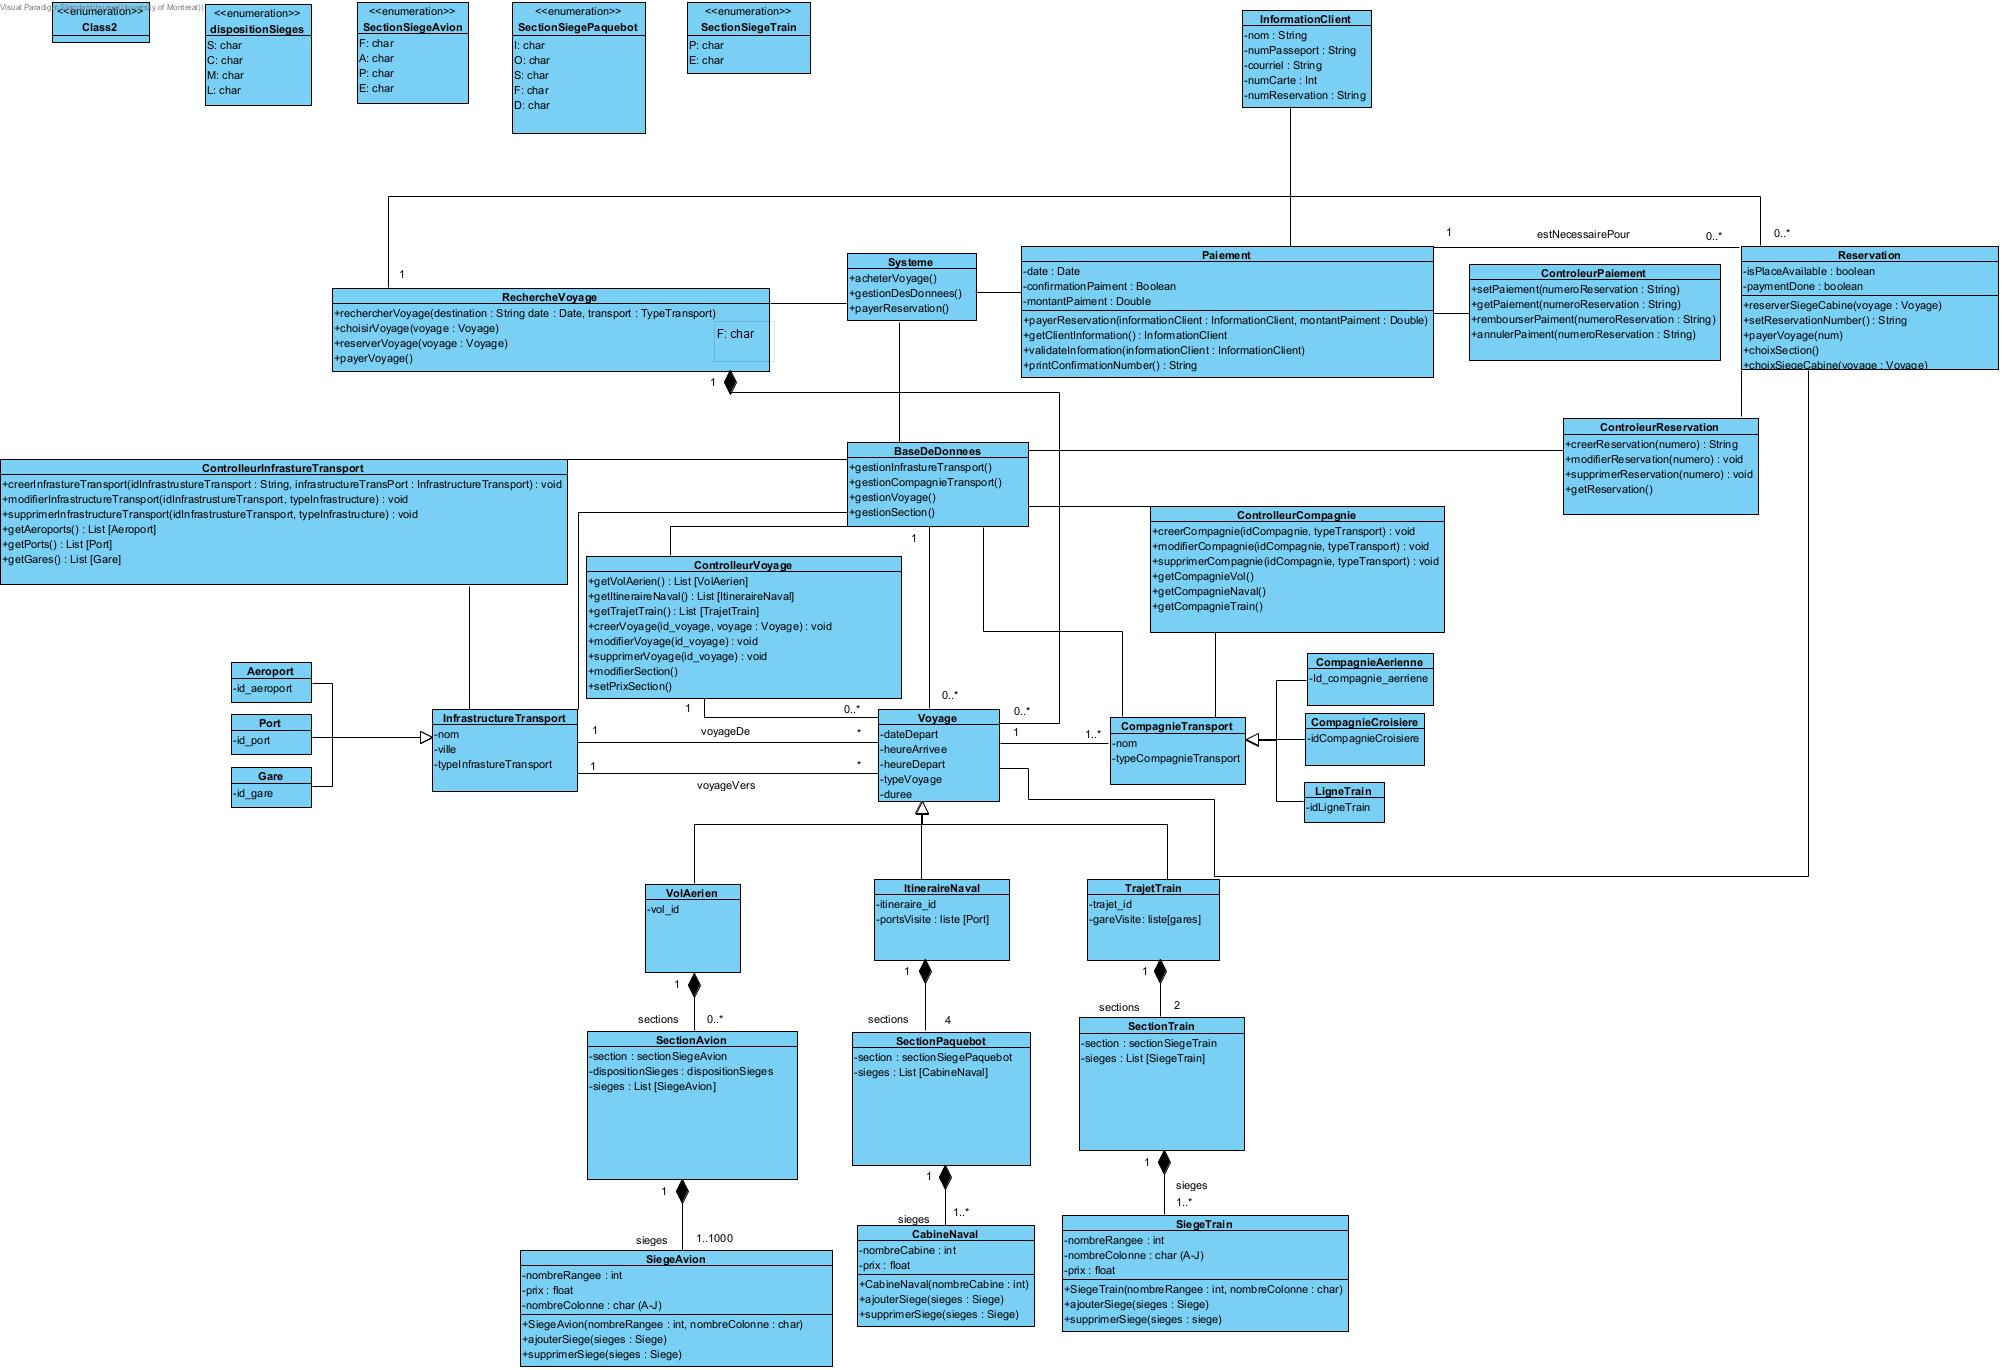 <<enumeration>>
Class2
<<enumeration>>
dispositionSieges
S: char
C: char
M: char
L: char
<<enumeration>>
SectionSiegeAvion
F: char
A: char
P: char
E: char
<<enumeration>>
SectionSiegePaquebot
I: char
O: char
S: char
F: char
D: char
<<enumeration>>
SectionSiegeTrain
P: char
E: char
InformationClient
-nom : String
-numPasseport : String
-courriel : String
-numCarte : Int
-numReservation : String
1
estNecessairePour
0..*
0..*
1
RechercheVoyage
+rechercherVoyage(destination : String date : Date, transport : TypeTransport)
+choisirVoyage(voyage : Voyage)
+reserverVoyage(voyage : Voyage)
+payerVoyage()
F: char
1
Systeme
+acheterVoyage()
+gestionDesDonnees()
+payerReservation()
Paiement
-date : Date
-confirmationPaiment : Boolean
-montantPaiment : Double
+payerReservation(informationClient : InformationClient, montantPaiment : Double)
+getClientInformation() : InformationClient
+validateInformation(informationClient : InformationClient)
+printConfirmationNumber() : String
ControleurPaiement
+setPaiement(numeroReservation : String)
+getPaiement(numeroReservation : String)
+rembourserPaiment(numeroReservation : String)
+annulerPaiment(numeroReservation : String)
Reservation
-isPlaceAvailable : boolean
-paymentDone : boolean
+reserverSiegeCabine(voyage : Voyage)
+setReservationNumber() : String
+payerVoyage(num)
+choixSection()
+choixSiegeCabine(voyage : Voyage)
ControlleurInfrastureTransport
+creerInfrastureTransport(idInfrastrustureTransport : String, infrastructureTransPort : InfrastructureTransport) : void
+modifierInfrastructureTransport(idInfrastrustureTransport, typeInfrastructure) : void
+supprimerInfrastructureTransport(idInfrastrustureTransport, typeInfrastructure) : void
+getAeroports() : List [Aeroport]
+getPorts() : List [Port]
+getGares() : List [Gare]
BaseDeDonnees
+gestionInfrastureTransport()
+gestionCompagnieTransport()
+gestionVoyage()
+gestionSection()
1
ControleurReservation
+creerReservation(numero) : String
+modifierReservation(numero) : void
+supprimerReservation(numero) : void
+getReservation()
ControlleurCompagnie
+creerCompagnie(idCompagnie, typeTransport) : void
+modifierCompagnie(idCompagnie, typeTransport) : void
+supprimerCompagnie(idCompagnie, typeTransport) : void
+getCompagnieVol()
+getCompagnieNaval()
+getCompagnieTrain()
ControlleurVoyage
+getVolAerien() : List [VolAerien]
+getItineraireNaval() : List [ItineraireNaval]
+getTrajetTrain() : List [TrajetTrain]
+creerVoyage(id_voyage, voyage : Voyage) : void
+modifierVoyage(id_voyage) : void
+supprimerVoyage(id_voyage) : void
+modifierSection()
+setPrixSection()
Aeroport
-id_aeroport
Port
-id_port
Gare
-id_gare
InfrastructureTransport
-nom
-ville
-typeInfrastureTransport
1
0..*
0..*
0..*
1
voyageDe
*
1
voyageVers
*
Voyage
-dateDepart
-heureArrivee
-heureDepart
-typeVoyage
-duree
1
1..*
CompagnieTransport
-nom
-typeCompagnieTransport
CompagnieAerienne
-Id_compagnie_aerriene
CompagnieCroisiere
-idCompagnieCroisiere
LigneTrain
-idLigneTrain
VolAerien
-vol_id
ItineraireNaval
-itineraire_id
-portsVisite : liste [Port]
TrajetTrain
-trajet_id
-gareVisite: liste[gares]
1
sections
0..*
1
sections
4
1
sections
2
SectionAvion
-section : sectionSiegeAvion
-dispositionSieges : dispositionSieges
-sieges : List [SiegeAvion]
SectionPaquebot
-section : sectionSiegePaquebot
-sieges : List [CabineNaval]
SectionTrain
-section : sectionSiegeTrain
-sieges : List [SiegeTrain]
1
sieges
1..1000
1
sieges
1..*
1
sieges
1..*
SiegeAvion
-nombreRangee : int
-prix : float
-nombreColonne : char (A-J)
+SiegeAvion(nombreRangee : int, nombreColonne : char)
+ajouterSiege(sieges : Siege)
+supprimerSiege(sieges : Siege)
CabineNaval
-nombreCabine : int
-prix : float
+CabineNaval(nombreCabine : int)
+ajouterSiege(sieges : Siege)
+supprimerSiege(sieges : Siege)
SiegeTrain
-nombreRangee : int
-nombreColonne : char (A-J)
-prix : float
+SiegeTrain(nombreRangee : int, nombreColonne : char)
+ajouterSiege(sieges : Siege)
+supprimerSiege(sieges : siege)